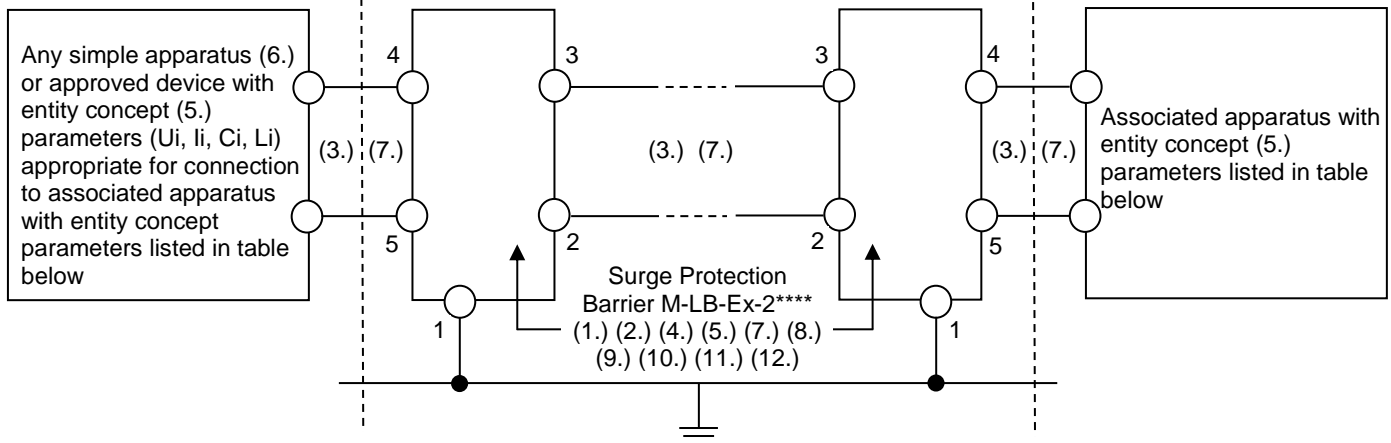 Any simple apparatus (6.)
or approved device with
entity concept (5.)
parameters (Ui, Ii, Ci, Li)
appropriate for connection
to associated apparatus
with entity concept
parameters listed in table
below
(3.) (7.)
4
5
1
3
2
(3.) (7.)
Surge Protection
Barrier M-LB-Ex-2****
(1.) (2.) (4.) (5.) (7.) (8.)
(9.) (10.) (11.) (12.)
3
2
4
5
1
(3.) (7.)
Associated apparatus with
entity concept (5.)
parameters listed in table
below